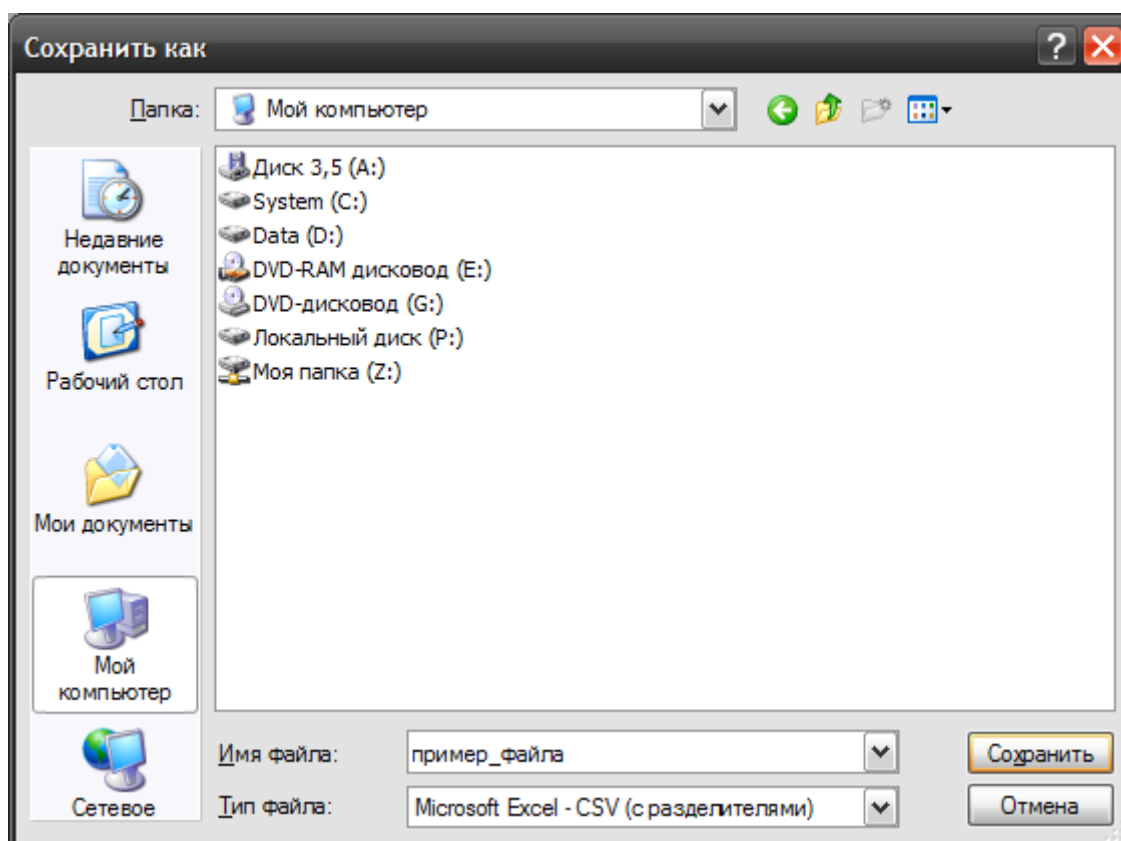 Сохранить как
Папка:
Мой компьютер
Недавние
документы
Рабочий стол
Мои документы
Мой
компьютер
Сетевое
Диск 3,5 (A:)
System (C:)
Data (D:)
DVD-RAM дисковод (E:)
DVD-дисковод (G:)
Локальный диск (P:)
Моя папка (Z:)
Имя файла:
пример_файла
Сохранить
Тип файла:
Microsoft Excel - CSV (с разделителями)
Отмена